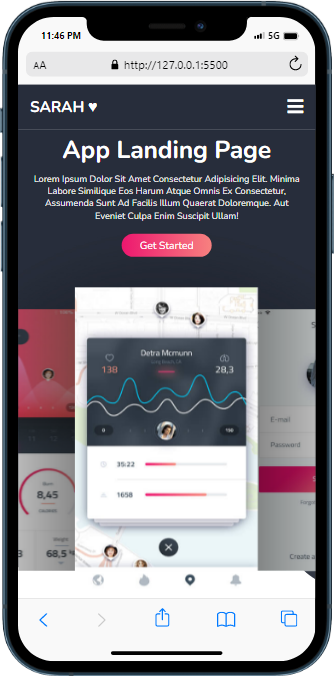 11:46 PM 5G
AA http://127.0.0.1:5500
SARAH ♥
App Landing Page
Lorem Ipsum Dolor Sit Amet Consectetur Adipisicing Elit. Minima
Labore Similique Eos Harum Atque Omnis Ex Consectetur,
Assumenda Sunt Ad Facilis Illum Quaerat Doloremque. Aut
Eveniet Culpa Enim Suscipit Ullam!
Get Started
Detra Mcmunn
138
28,3
35:22
1658
8,45
Weight
3
68,5
E-mail
Password
S
Create a